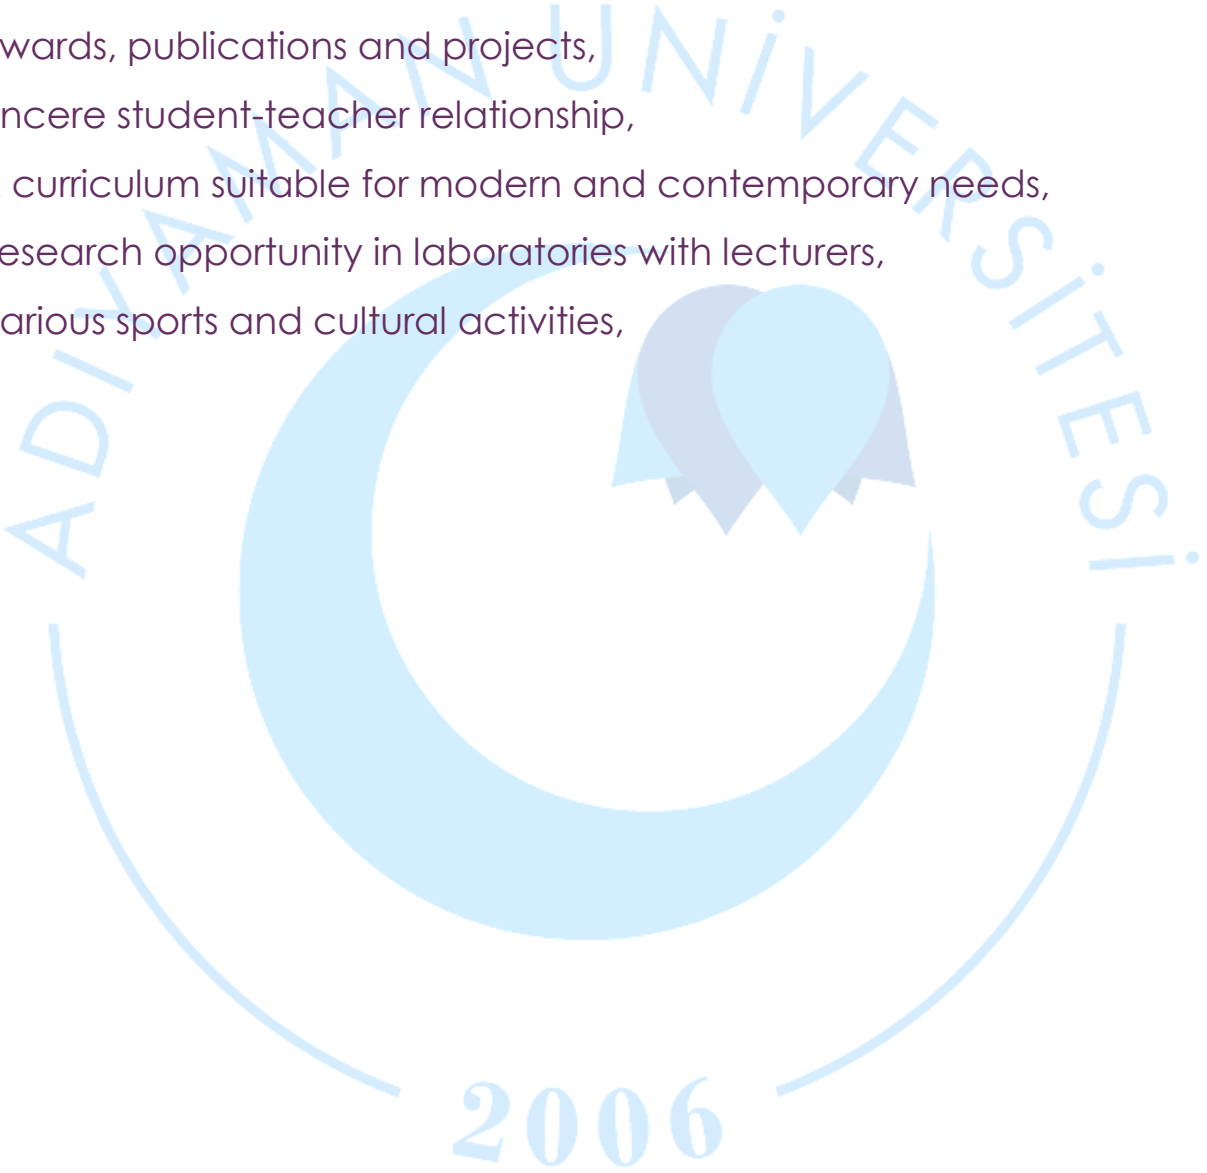 wards, publications and projects,
ncere student-teacher relationship,
curriculum suitable for modern and contemporary needs,
esearch opportunity in laboratories with lecturers,
arious sports and cultural activities,
ADIYAMAN UNİVERSİTESİ
2006